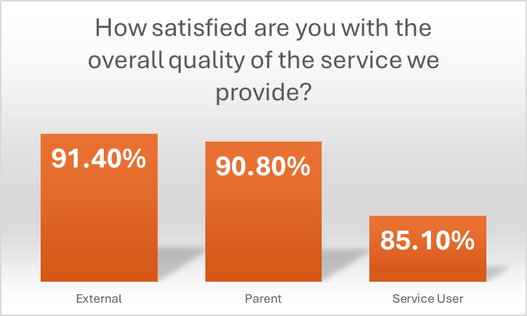 How satisfied are you with the
overall quality of the service we
provide?
91.40%
90.80%
85.10%
External
Parent
Service User